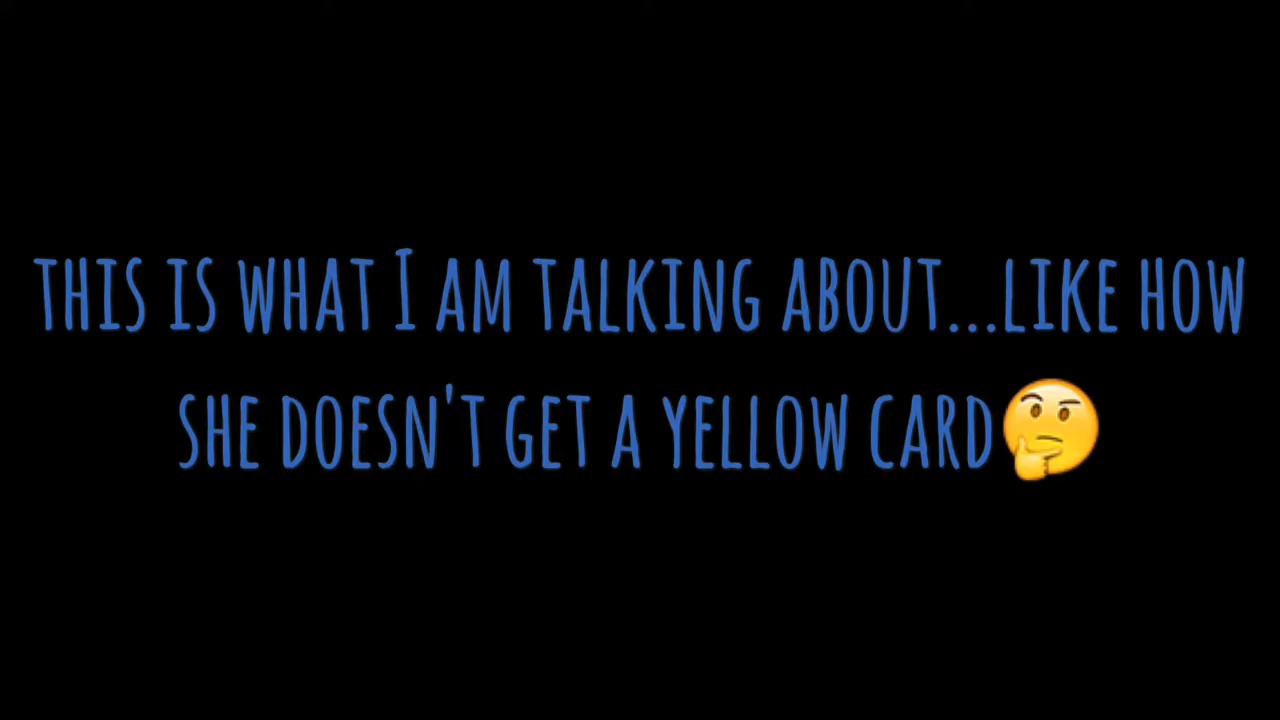 THIS IS WHAT I AM TALKING ABOUT...LIKE HOW
SHE DOESN'T GET A YELLOW CARD🤔